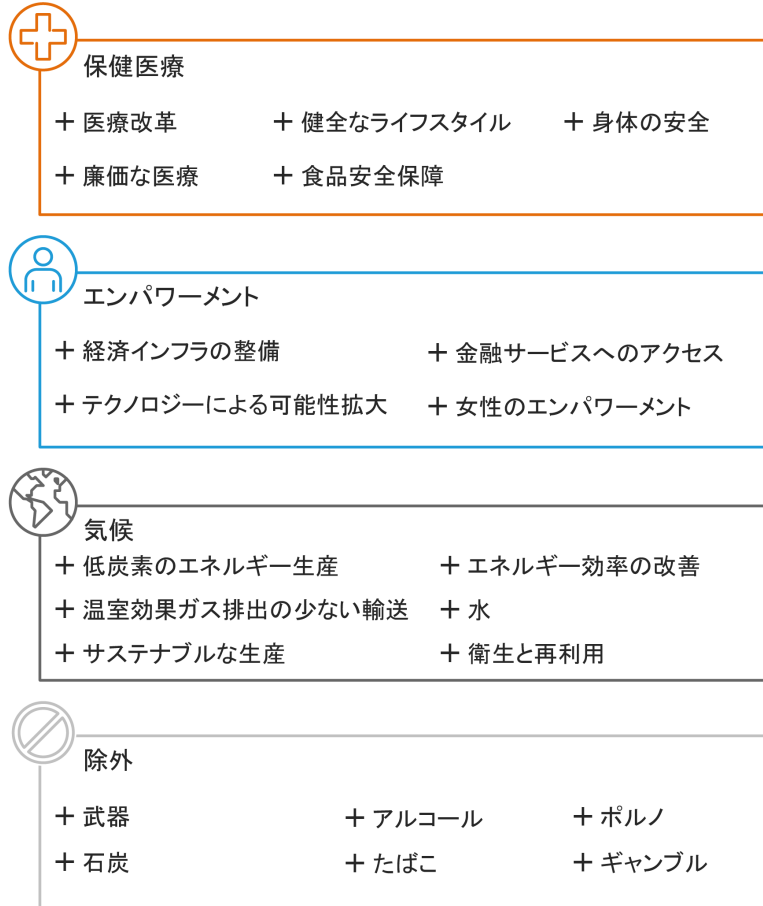 保健医療
+ 医療改革 + 健全なライフスタイル + 身体の安全
+ 廉価な医療 + 食品安全保障
エンパワーメント
+ 経済インフラの整備 + 金融サービスへのアクセス
+ テクノロジーによる可能性拡大 + 女性のエンパワーメント
気候
+ 低炭素のエネルギー生産 + エネルギー効率の改善
+ 温室効果ガス排出の少ない輸送 + 水
+ サステナブルな生産 + 衛生と再利用
除外
+ 武器 + アルコール + ポルノ
+ 石炭 + たばこ + ギャンブル